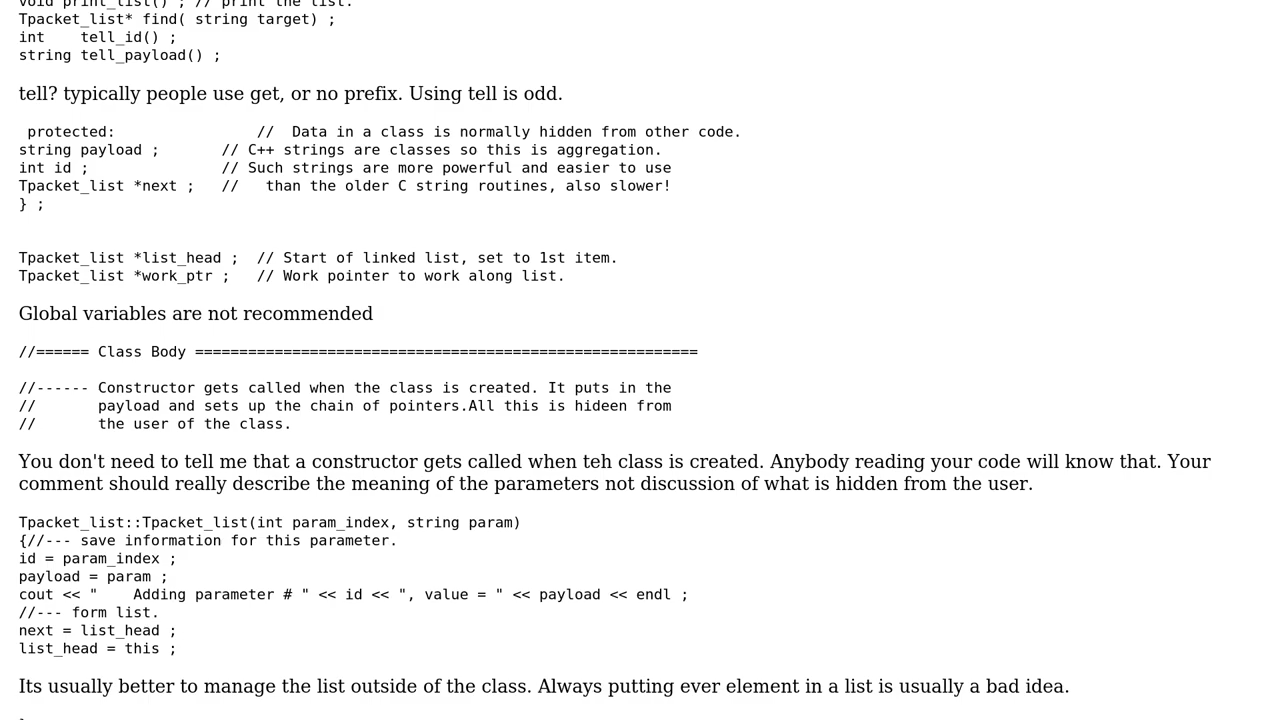 void print_list() ; // print the list.
Tpacket_list* find( string target) ;
int    tell_id() ;
string tell_payload() ;
tell? typically people use get, or no prefix. Using tell is odd.
 protected:                //  Data in a class is normally hidden from other code.
string payload ;       // C++ strings are classes so this is aggregation.
int id ;               // Such strings are more powerful and easier to use
Tpacket_list *next ;   //   than the older C string routines, also slower!
} ;
Tpacket_list *list_head ;  // Start of linked list, set to 1st item.
Tpacket_list *work_ptr ;   // Work pointer to work along list.
Global variables are not recommended
//====== Class Body =========================================================
//------ Constructor gets called when the class is created. It puts in the
//       payload and sets up the chain of pointers.All this is hideen from
//       the user of the class.
You don't need to tell me that a constructor gets called when teh class is created. Anybody reading your code will know that. Your
comment should really describe the meaning of the parameters not discussion of what is hidden from the user.
Tpacket_list::Tpacket_list(int param_index, string param)
{//--- save information for this parameter.
id = param_index ;
payload = param ;
cout << "    Adding parameter # " << id << ", value = " << payload << endl ;
//--- form list.
next = list_head ;
list_head = this ;
Its usually better to manage the list outside of the class. Always putting ever element in a list is usually a bad idea.